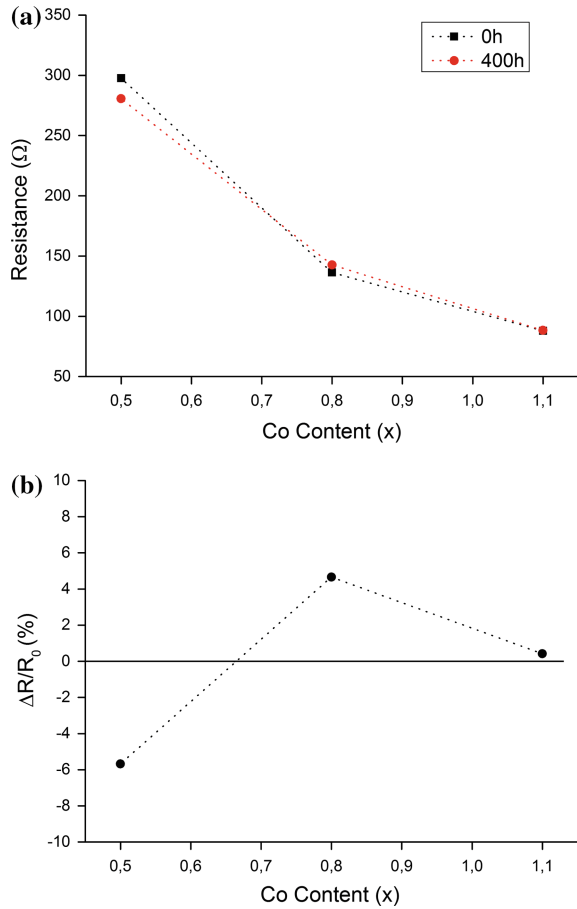 (a)
350
300
250
200
150
100
50
Resistance (Ω)
0h
400h
0,5 0,6 0,7 0,8 0,9 1,0 1,1
Co Content (x)
(b)
10
8
6
4
2
0
-2
-4
-6
-8
-10
ΔR/R₀ (%)
0,5 0,6 0,7 0,8 0,9 1,0 1,1
Co Content (x)